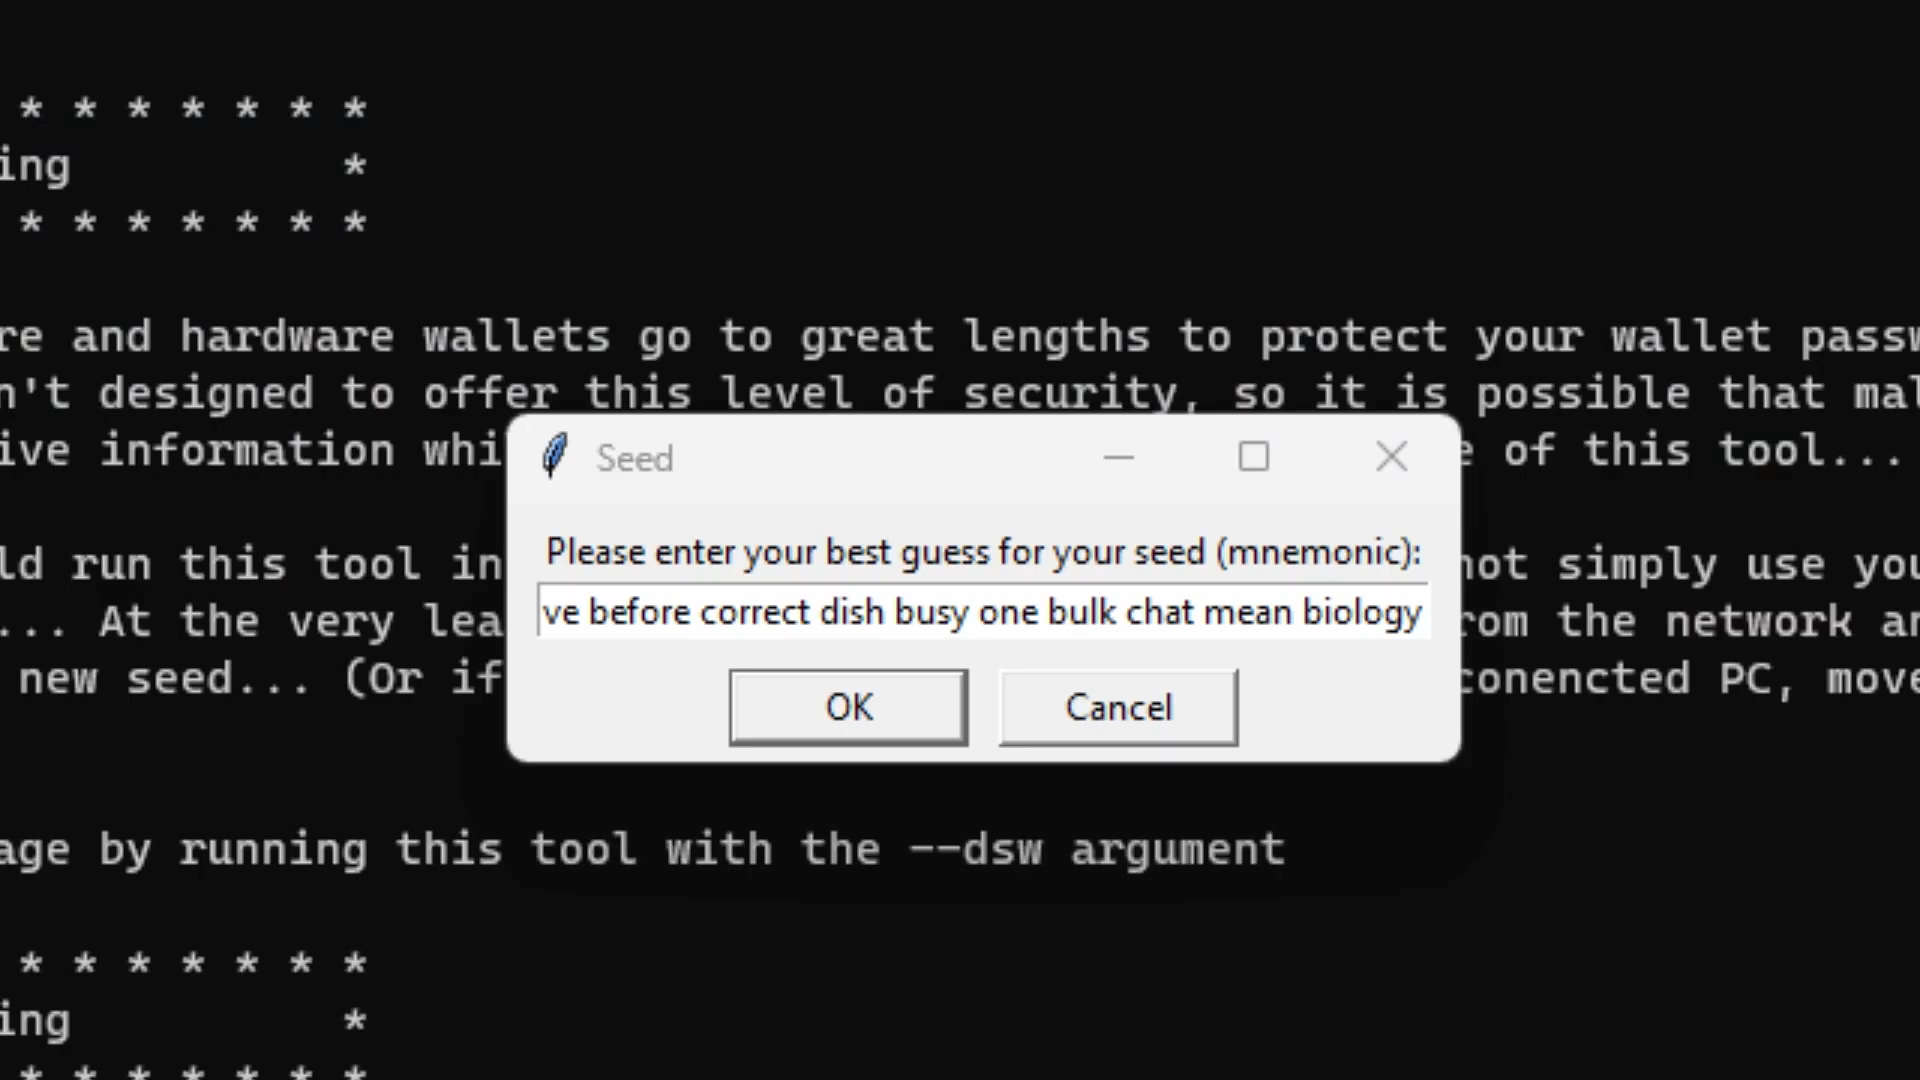 * * * * * * *
ing *
* * * * * * *
re and hardware wallets go to great lengths to protect your wallet passw
n't designed to offer this level of security, so it is possible that mal
ive information whi
e of this tool...
Seed
Please enter your best guess for your seed (mnemonic):
ve before correct dish busy one bulk chat mean biology
OK
Cancel
ld run this tool in
not simply use you
... At the very lea
rom the network an
new seed... (Or if
conencted PC, move
age by running this tool with the --dsw argument
* * * * * * *
ing *
* * * * * * *